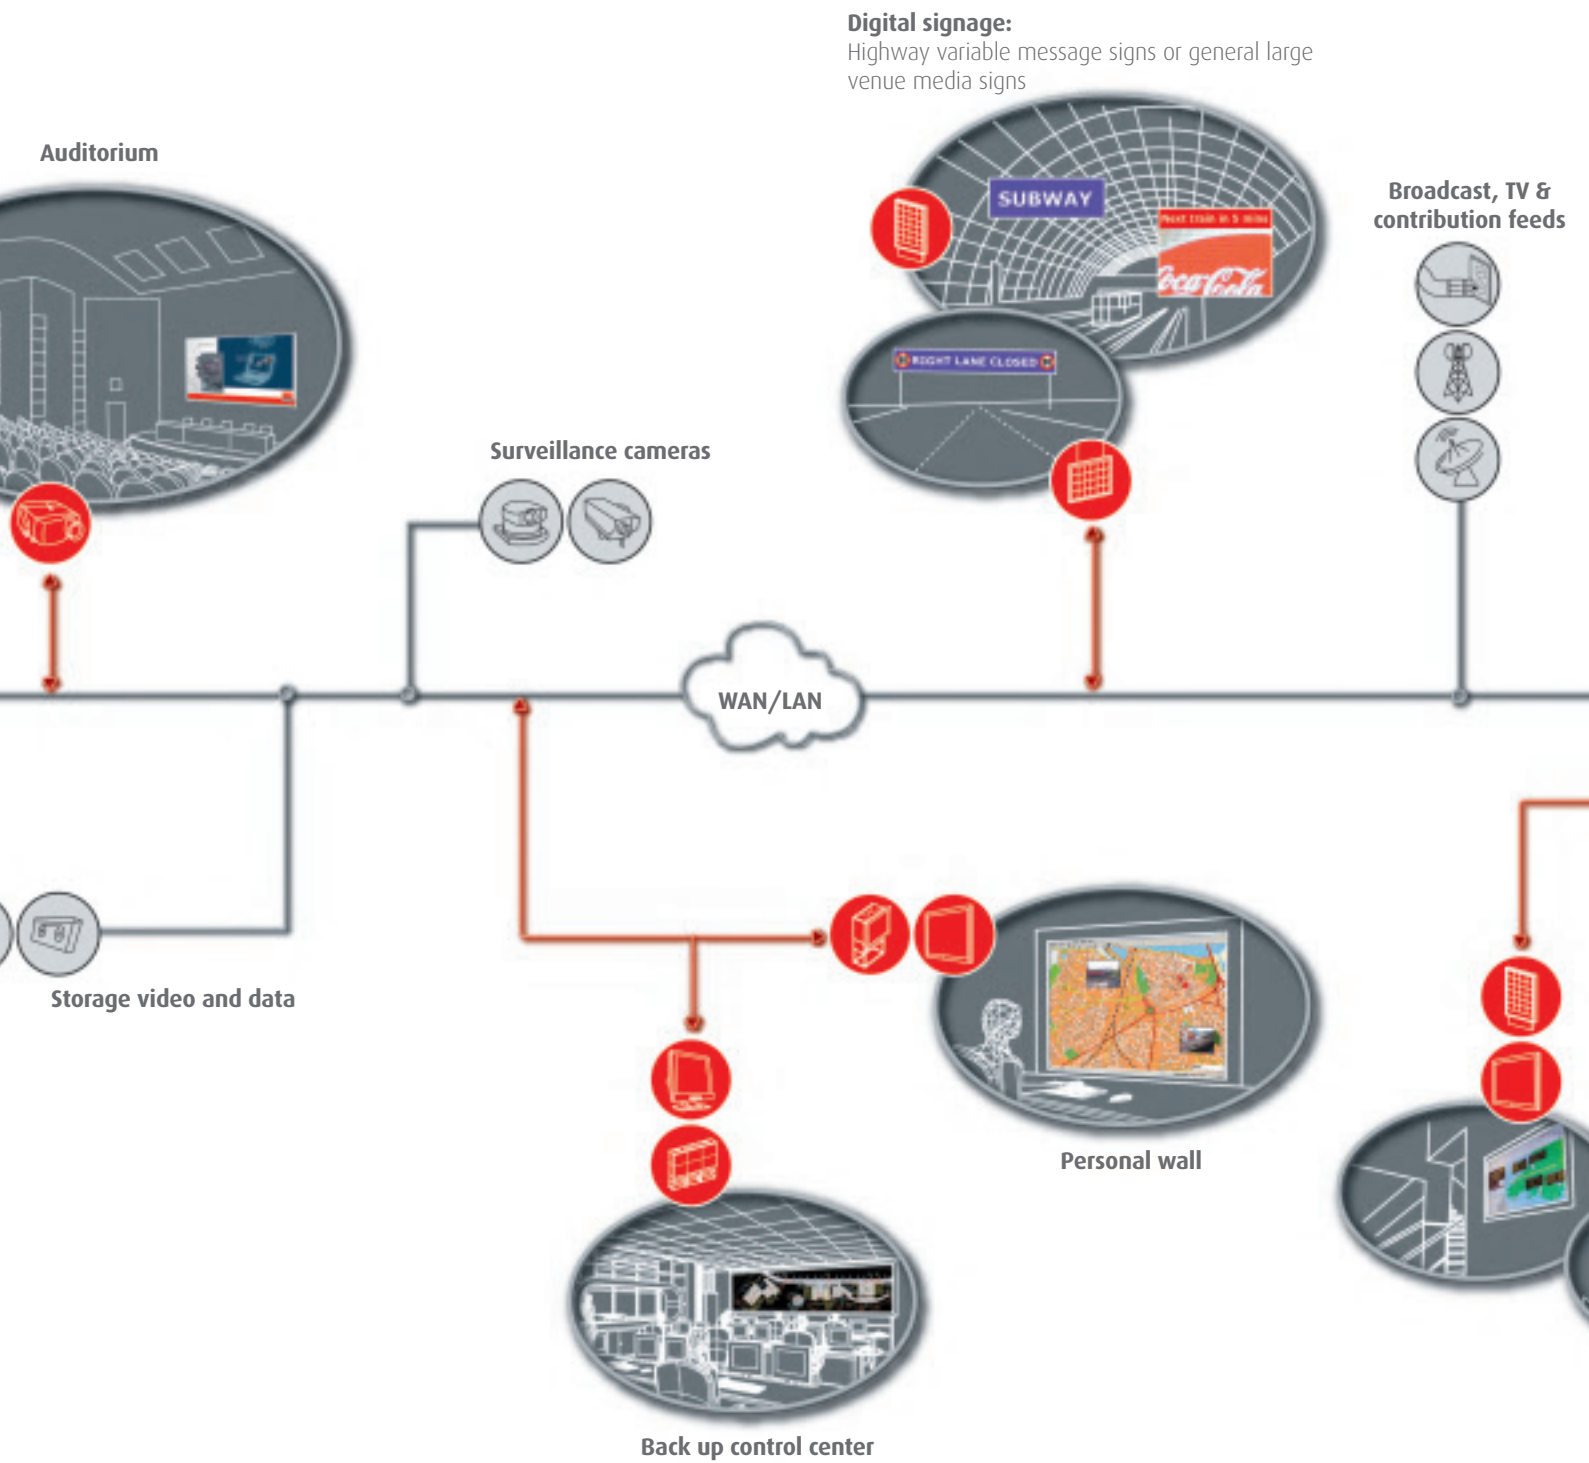 Digital signage:
Highway variable message signs or general large
venue media signs
Auditorium
SUBWAY
Next train in 5 mins
Coca Cola
Broadcast, TV &
contribution feeds
RIGHT LANE CLOSED
Surveillance cameras
WAN/LAN
Storage video and data
Personal wall
Back up control center